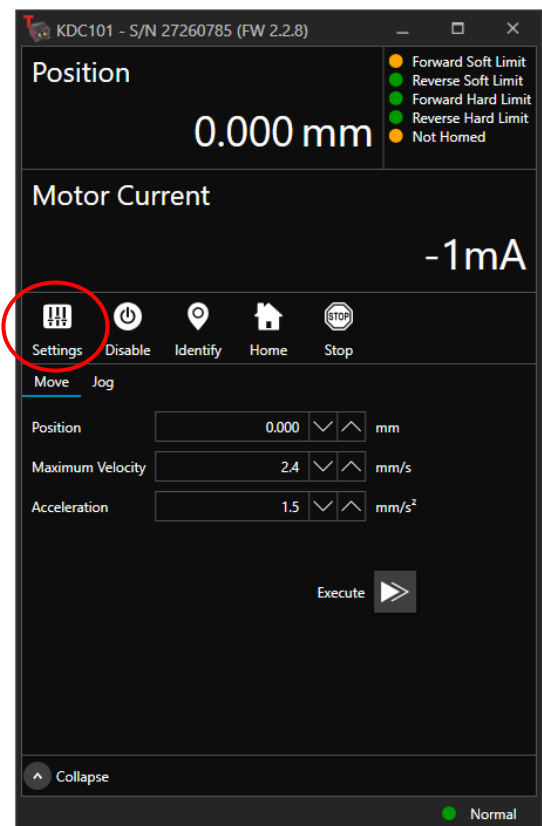 KDC101 - S/N 27260785 (FW 2.2.8)
Position
0.000 mm
Forward Soft Limit
Reverse Soft Limit
Forward Hard Limit
Reverse Hard Limit
Not Homed
Motor Current
-1mA
STOP
Settings Disable Identify Home Stop
Move Jog
Position 0.000 mm
Maximum Velocity 2.4 mm/s
Acceleration 1.5 mm/s²
Execute
Collapse
Normal